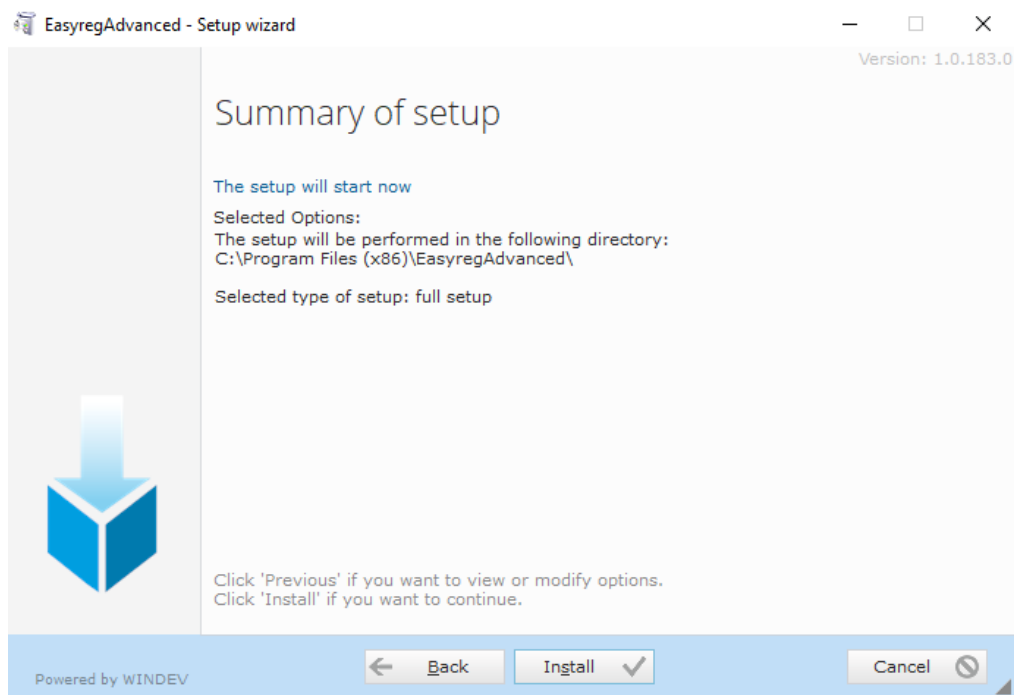 EasyregAdvanced - Setup wizard
Version: 1.0.183.0
Summary of setup
The setup will start now
Selected Options:
The setup will be performed in the following directory:
C:\Program Files (x86)\EasyregAdvanced\
Selected type of setup: full setup
Click 'Previous' if you want to view or modify options.
Click 'Install' if you want to continue.
Powered by WINDEV
Back
Install
Cancel